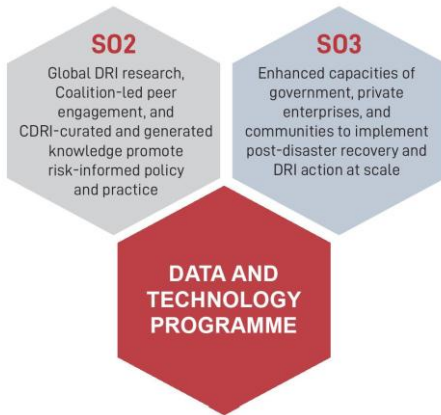 SO2
Global DRI research,
Coalition-led peer
engagement, and
CDRI-curated and generated
knowledge promote
risk-informed policy
and practice
SO3
Enhanced capacities of
government, private
enterprises, and
communities to implement
post-disaster recovery and
DRI action at scale
DATA AND
TECHNOLOGY
PROGRAMME